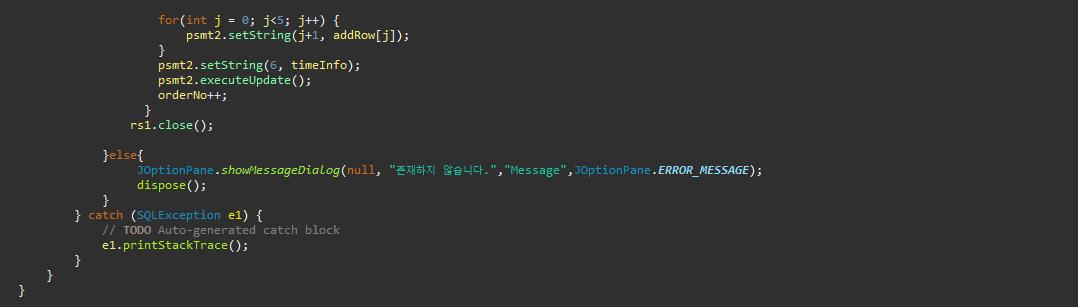 for(int j = 0; j<5; j++) {
psmt2.setString(j+1, addRow[j]);
}
psmt2.setString(6, timeInfo);
psmt2.executeUpdate();
orderNo++;
}
rs1.close();
}else{
JOptionPane.showMessageDialog(null, "존재하지 않습니다.","Message",JOptionPane.ERROR_MESSAGE);
dispose();
}
} catch (SQLException e1) {
// TODO Auto-generated catch block
e1.printStackTrace();
}
}
}